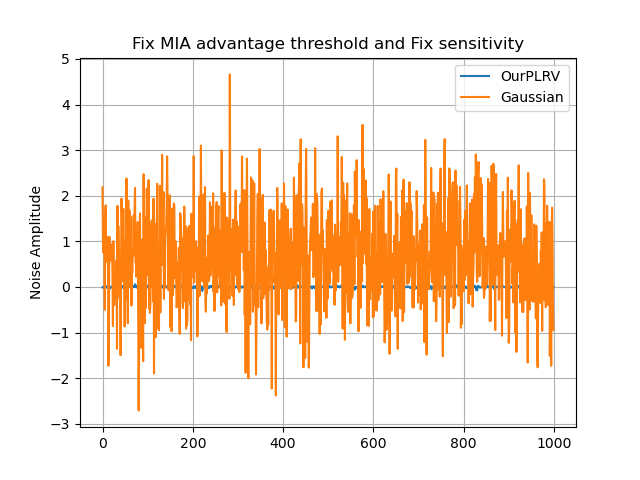 Fix MIA advantage threshold and Fix sensitivity
OurPLRV
Gaussian
Noise Amplitude
5
4
3
2
1
0
−1
−2
−3
0 200 400 600 800 1000